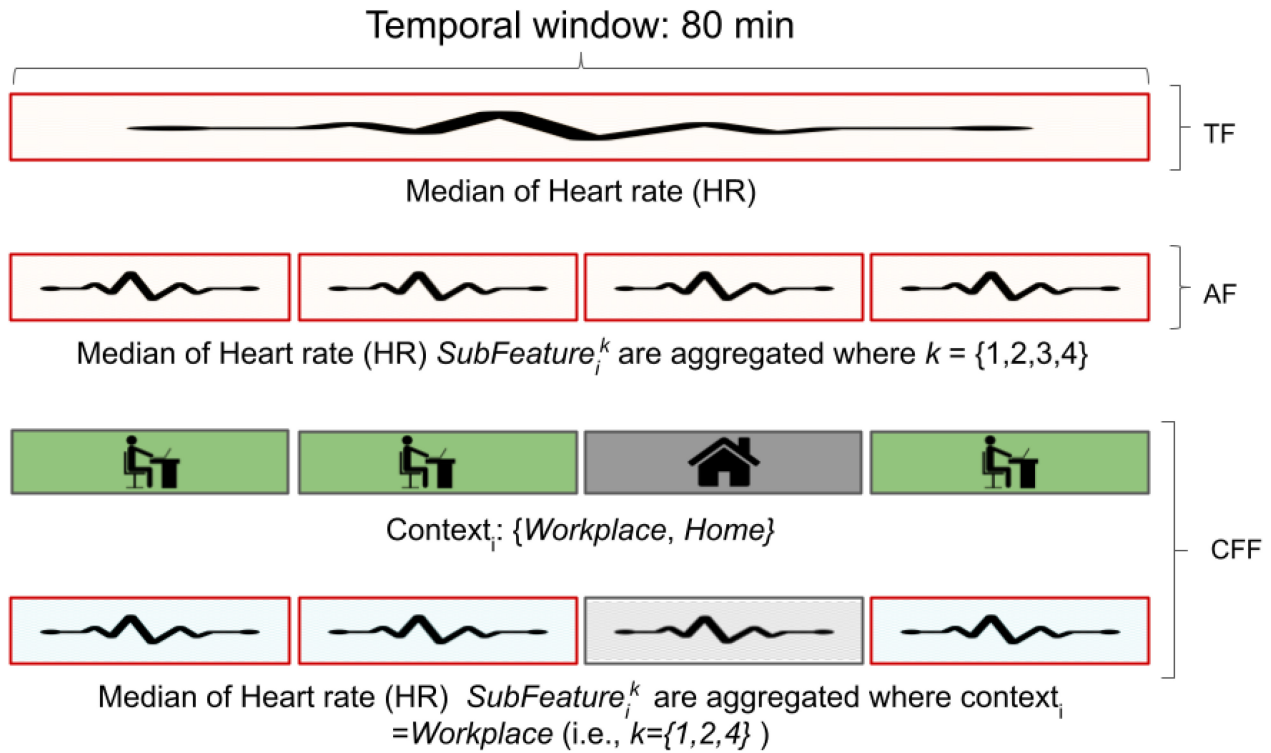 Temporal window: 80 min
TF
Median of Heart rate (HR)
AF
Median of Heart rate (HR) SubFeatureᵢᵏ are aggregated where k = {1,2,3,4}
Contextᵢ: {Workplace, Home}
CFF
Median of Heart rate (HR) SubFeatureᵢᵏ are aggregated where contextᵢ
=Workplace (i.e., k={1,2,4} )